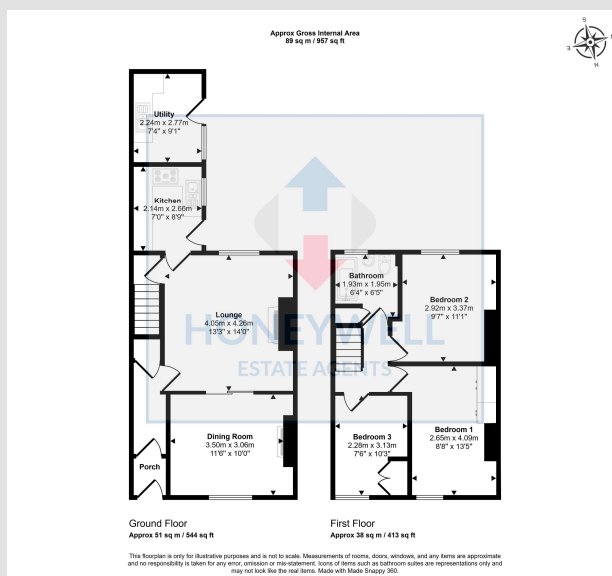 Approx Gross Internal Area
89 sq m / 957 sq ft
S
E
N
Utility
2.24m x 2.77m
7'4" x 9'1"
Kitchen
2.14m x 2.66m
7'0" x 8'9"
Lounge
4.05m x 4.26m
13'3" x 14'0"
Dining Room
3.50m x 3.06m
11'6" x 10'0"
Porch
Bathroom
1.93m x 1.95m
6'4" x 6'5"
Bedroom 2
2.92m x 3.37m
9'7" x 11'1"
Bedroom 3
2.28m x 3.13m
7'6" x 10'3"
Bedroom 1
2.65m x 4.09m
8'8" x 13'5"
HONEYWELL
ESTATE AGENTS
Ground Floor
Approx 51 sq m / 544 sq ft
First Floor
Approx 38 sq m / 413 sq ft
This floorplan is only for illustrative purposes and is not to scale. Measurements of rooms, doors, windows, and any items are approximate
and no responsibility is taken for any error, omission or mis-statement. Icons of items such as bathroom suites are representations only and
may not look like the real items. Made with Made Snappy 360.